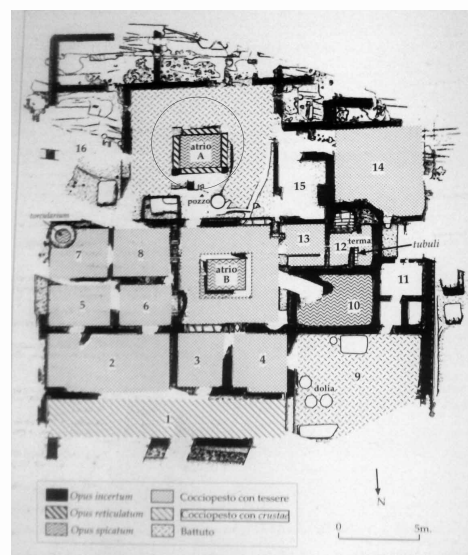 atrio
A
16
pozzo
14
15
torcularium
7
8
13
12
terma
tubuli
atrio
B
11
5
6
10
2
3
4
9
dolia
1
Opus incertum
Opus reticulatum
Opus spicatum
Cocciopesto con tessere
Cocciopesto con crustae
Battuto
N
0
5m.